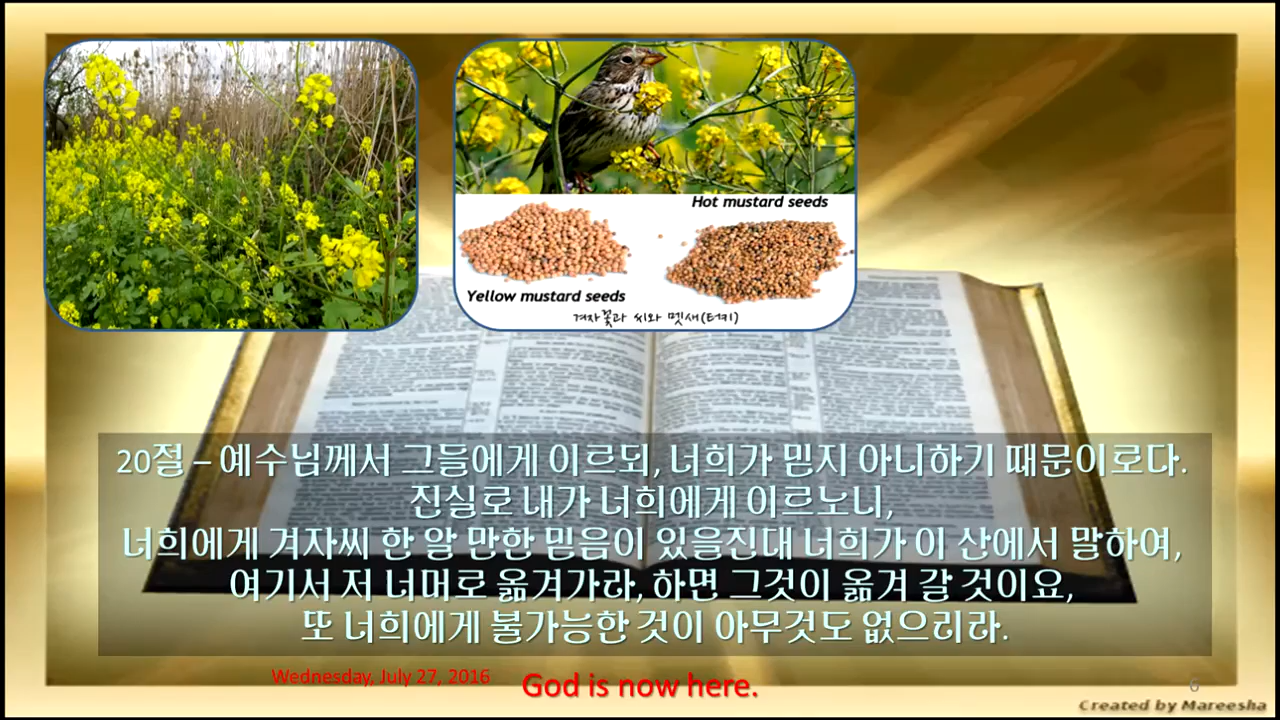 Hot mustard seeds
Yellow mustard seeds
겨자꽃과 씨와 멧새(터키)
20절 – 예수님께서 그들에게 이르되, 너희가 믿지 아니하기 때문이로다.
진실로 내가 너희에게 이르노니,
너희에게 겨자씨 한 알 만한 믿음이 있을진대 너희가 이 산에서 말하여,
여기서 저 너머로 옮겨가라, 하면 그것이 옮겨 갈 것이요,
또 너희에게 불가능한 것이 아무것도 없으리라.
Wednesday, July 27, 2016
God is now here.
6
Created by Mareesha